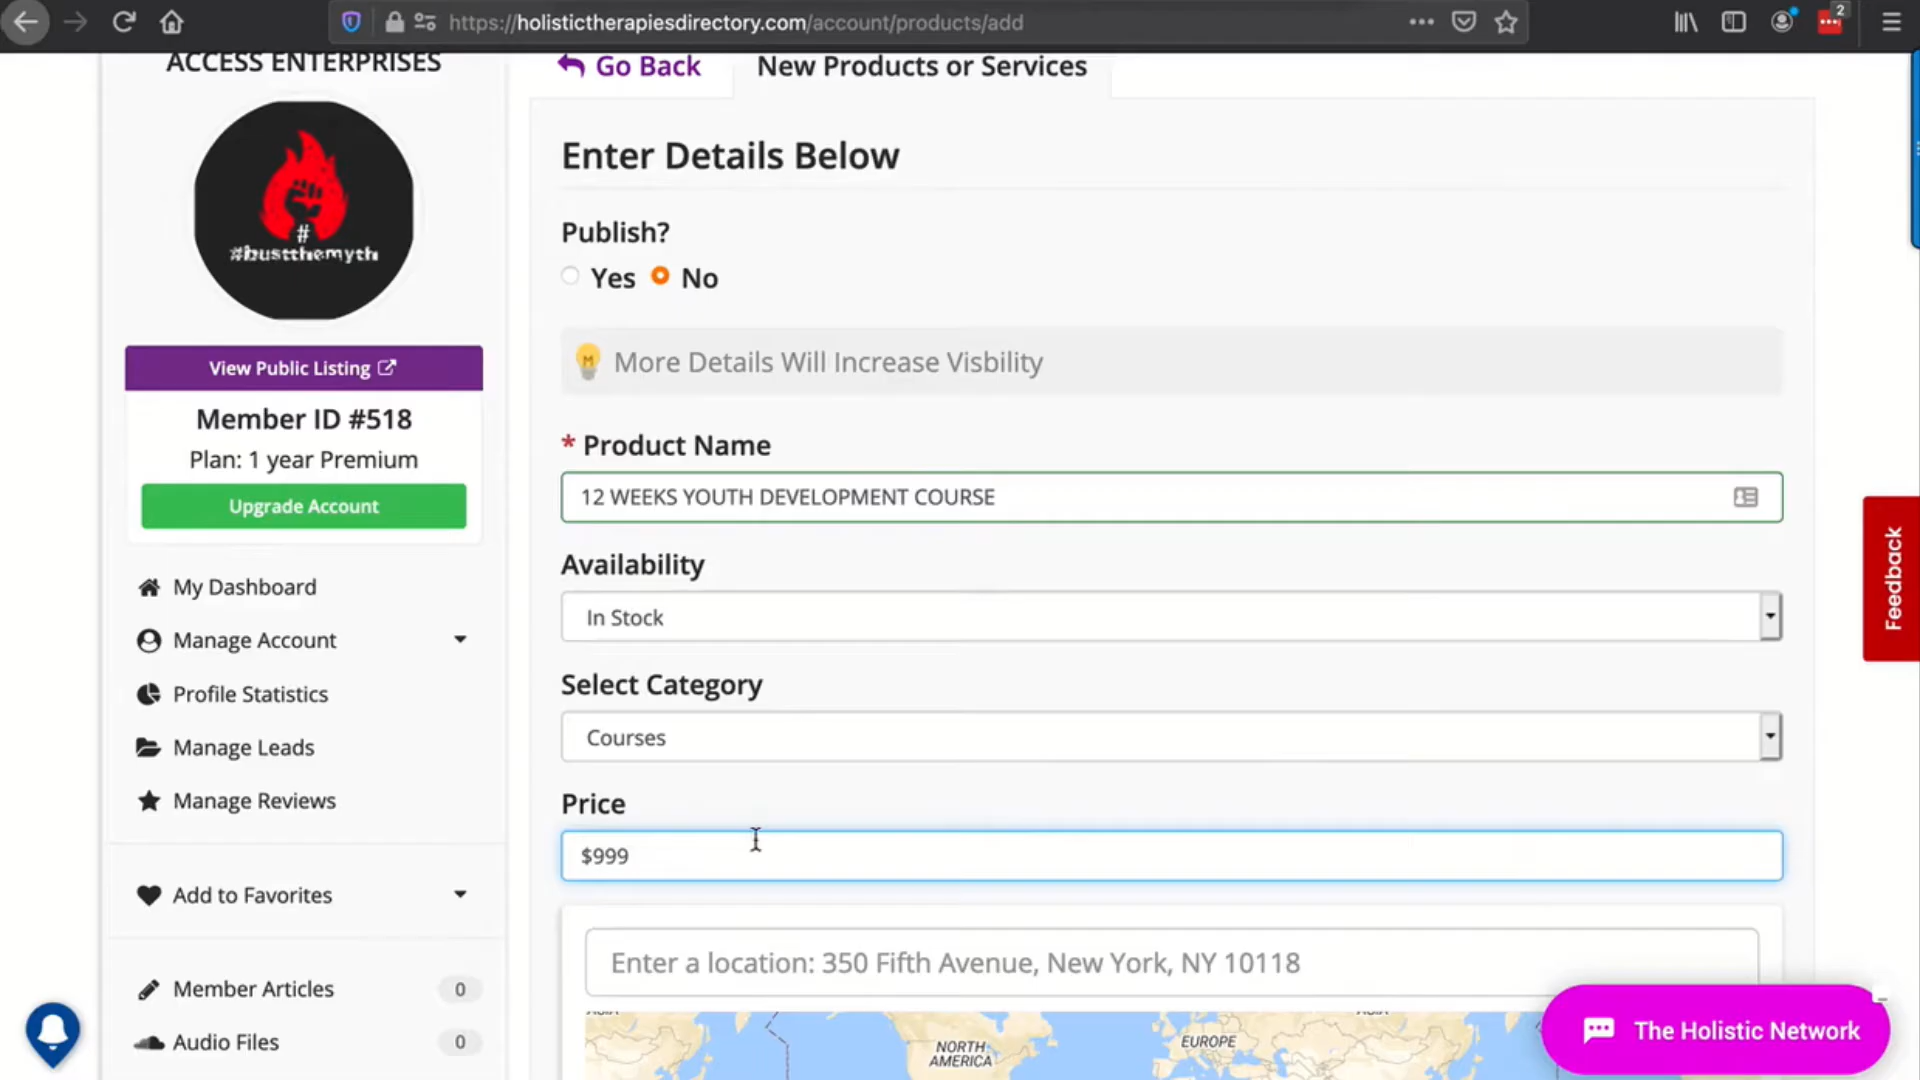 https://holistictherapiesdirectory.com/account/products/add
2
ACCESS ENTERPRISES
#
#bustthemyth
View Public Listing
Member ID #518
Plan: 1 year Premium
Upgrade Account
My Dashboard
Manage Account
Profile Statistics
Manage Leads
Manage Reviews
Add to Favorites
Member Articles 0
Audio Files 0
Go Back
New Products or Services
Enter Details Below
Publish?
Yes No
More Details Will Increase Visbility
* Product Name
12 WEEKS YOUTH DEVELOPMENT COURSE
Availability
In Stock
Select Category
Courses
Price
$999
Enter a location: 350 Fifth Avenue, New York, NY 10118
NORTH
AMERICA
EUROPE
Feedback
The Holistic Network